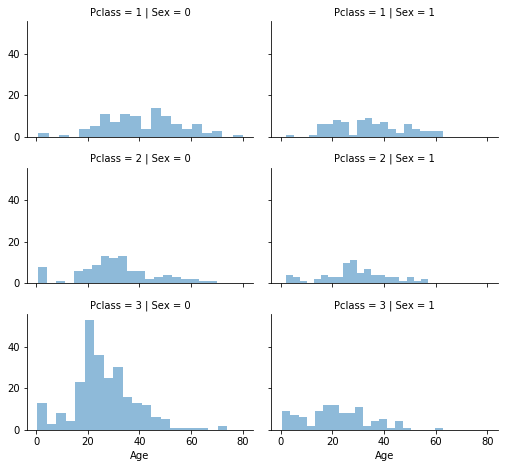 Pclass = 1 | Sex = 0
Pclass = 1 | Sex = 1
40
20
0
Pclass = 2 | Sex = 0
Pclass = 2 | Sex = 1
40
20
0
Pclass = 3 | Sex = 0
Pclass = 3 | Sex = 1
40
20
0
0 20 40 60 80
0 20 40 60 80
Age
Age